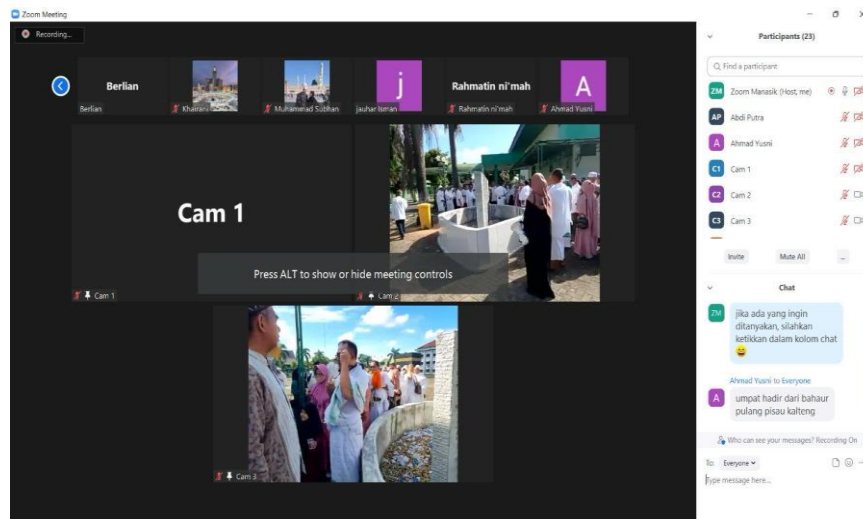 Zoom Meeting
Recording...
Participants (23)
Find a participant
ZM Zoom Manasik (Host, me)
AP Abdi Putra
A Ahmad Yusni
C1 Cam 1
C2 Cam 2
C3 Cam 3
Invite Mute All ...
Berlian
Berlian
Khairani
Muhammad Subhan
j
jauhar Isman
Rahmatin ni'mah
Rahmatin ni'mah
A
Ahmad Yusni
Cam 1
Cam 1
Cam 2
Press ALT to show or hide meeting controls
Cam 3
Chat
ZM
jika ada yang ingin
ditanyakan, silahkan
ketikkan dalam kolom chat
😄
Ahmad Yusni to Everyone
A
umpat hadir dari bahaur
pulang pisau kalteng
Who can see your messages? Recording On
To: Everyone
Type message here...